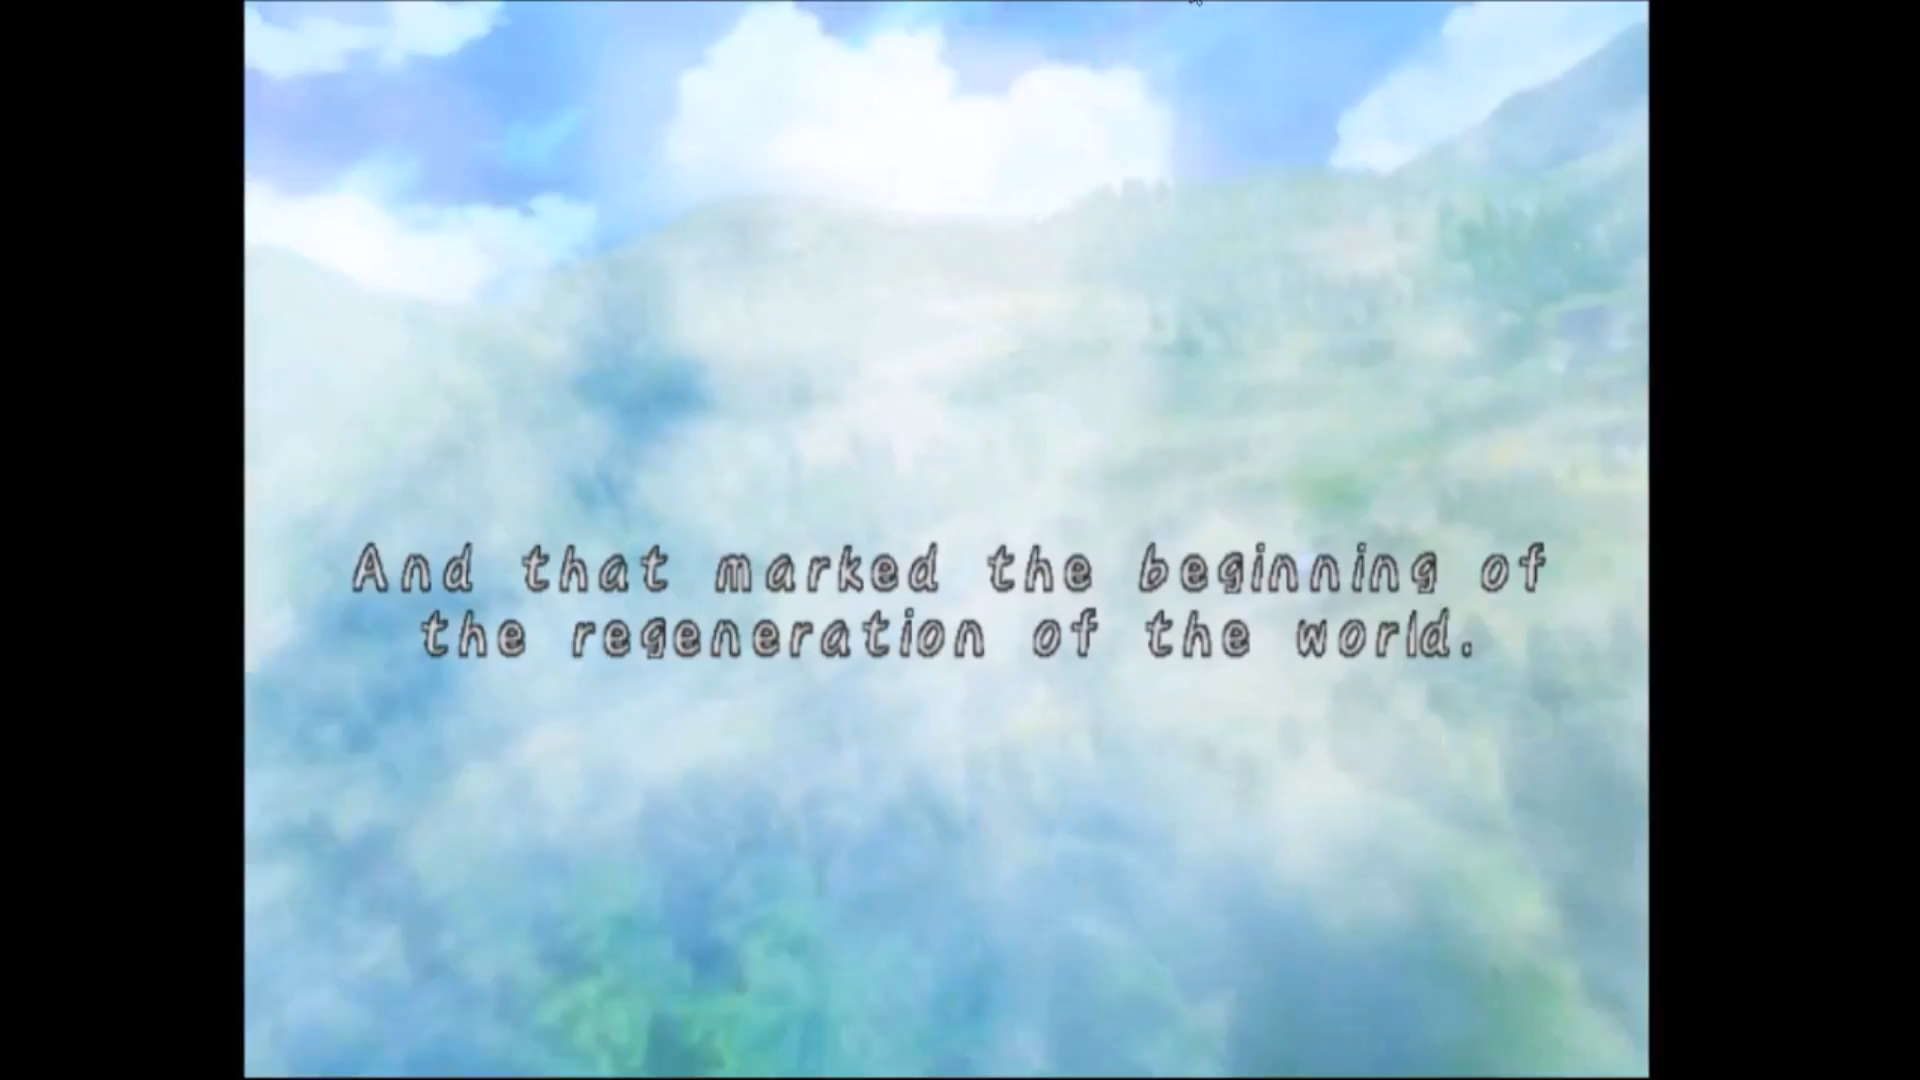 And that marked the beginning of
the regeneration of the world.